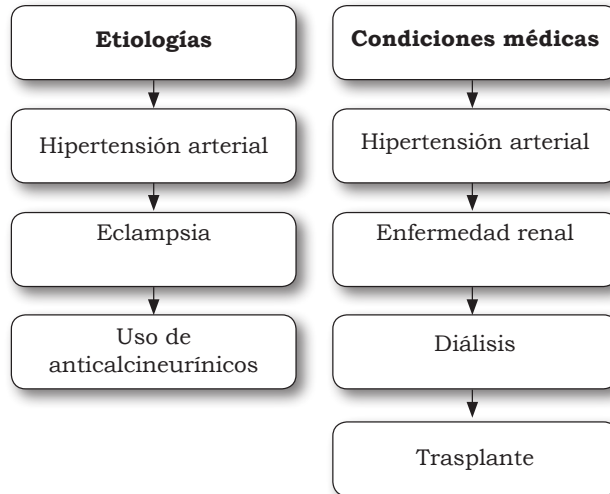 Etiologías
Hipertensión arterial
Eclampsia
Uso de
anticalcineurínicos
Condiciones médicas
Hipertensión arterial
Enfermedad renal
Diálisis
Trasplante